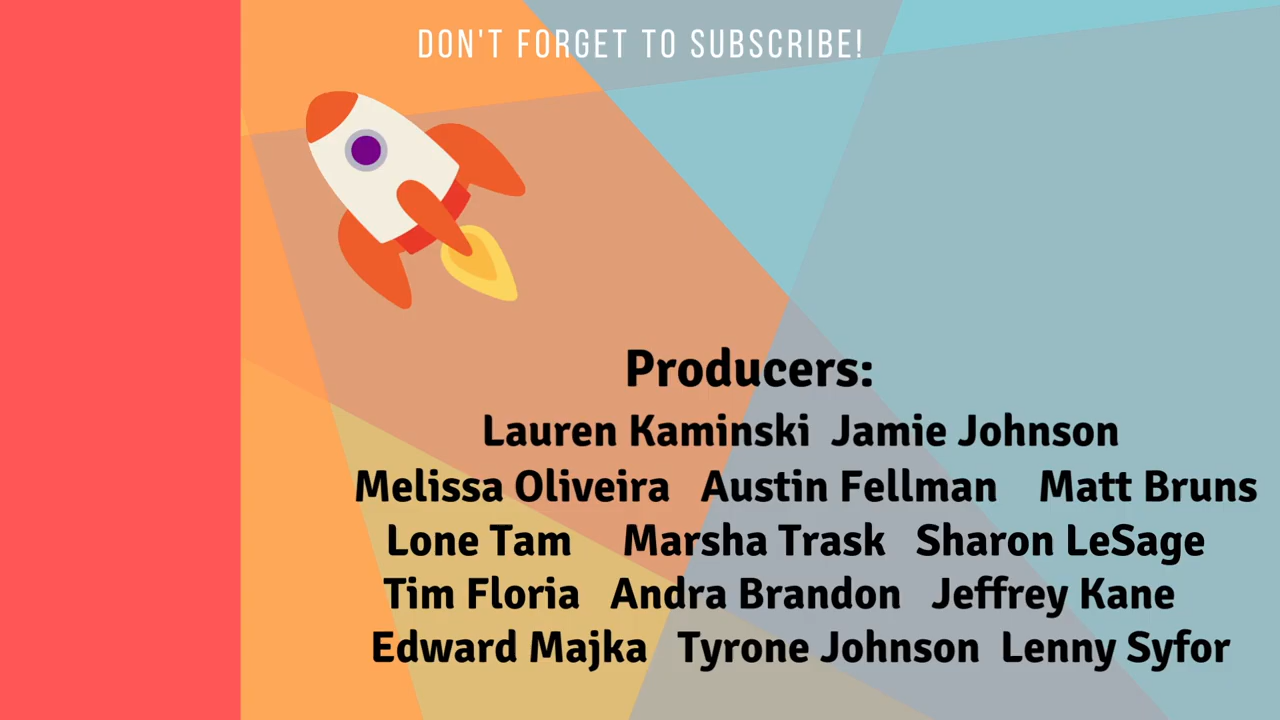 DON'T FORGET TO SUBSCRIBE!
Producers:
Lauren Kaminski Jamie Johnson
Melissa Oliveira Austin Fellman Matt Bruns
Lone Tam Marsha Trask Sharon LeSage
Tim Floria Andra Brandon Jeffrey Kane
Edward Majka Tyrone Johnson Lenny Syfor